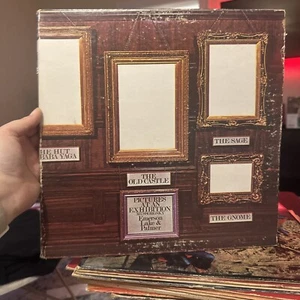 THE SAGE
THE HUT
BABA YAGA
THE
OLD CASTLE
THE GNOME
PICTURES
AT AN
EXHIBITION
Emerson
Lake &
Palmer